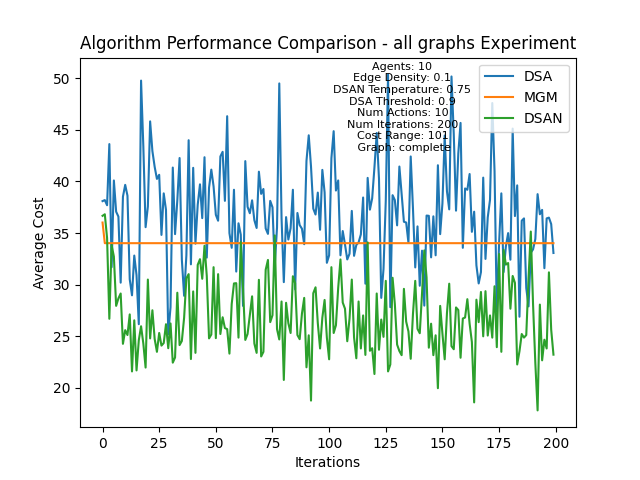 Algorithm Performance Comparison - all graphs Experiment
Agents: 10
Edge Density: 0.1
DSAN Temperature: 0.75
DSA Threshold: 0.9
Num Actions: 10
Num Iterations: 200
Cost Range: 101
Graph: complete
DSA
MGM
DSAN
Average Cost
50
45
40
35
30
25
20
0
25
50
75
100
125
150
175
200
Iterations